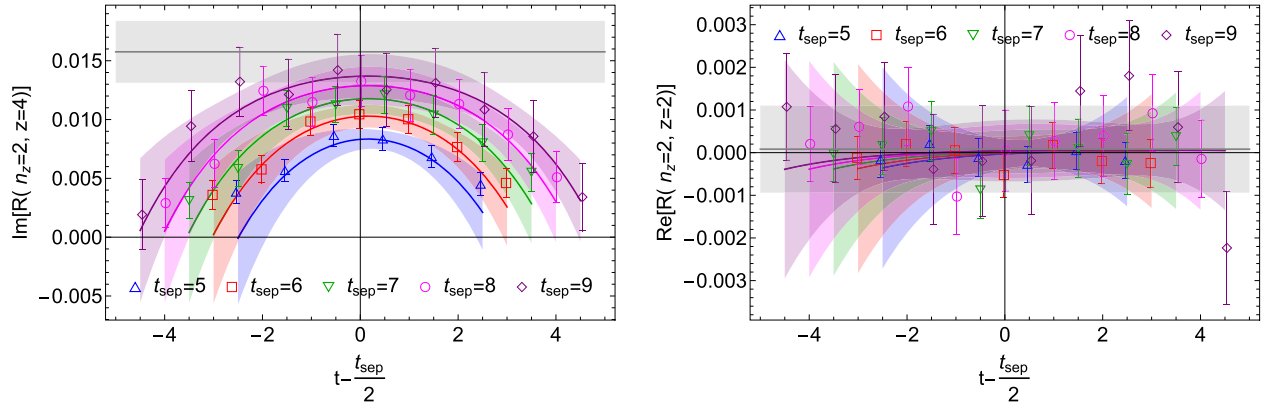 Im[R( n_z=2, z=4)]
0.015
0.010
0.005
0.000
−0.005
t_sep=5 t_sep=6 t_sep=7 t_sep=8 t_sep=9
−4 −2 0 2 4
t− t_sep/2
Re[R( n_z=2, z=2)]
0.003
0.002
0.001
0.000
−0.001
−0.002
−0.003
t_sep=5 t_sep=6 t_sep=7 t_sep=8 t_sep=9
−4 −2 0 2 4
t− t_sep/2